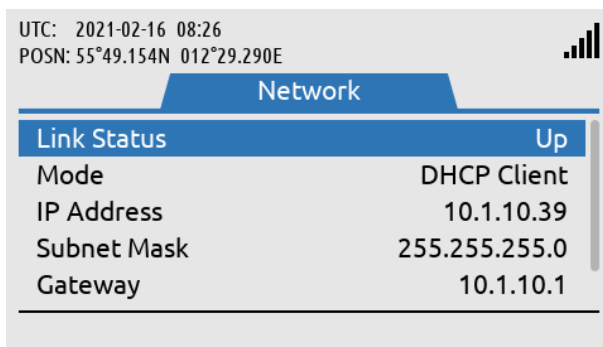 UTC: 2021-02-16 08:26
POSN: 55°49.154N 012°29.290E
Network
Link Status Up
Mode DHCP Client
IP Address 10.1.10.39
Subnet Mask 255.255.255.0
Gateway 10.1.10.1